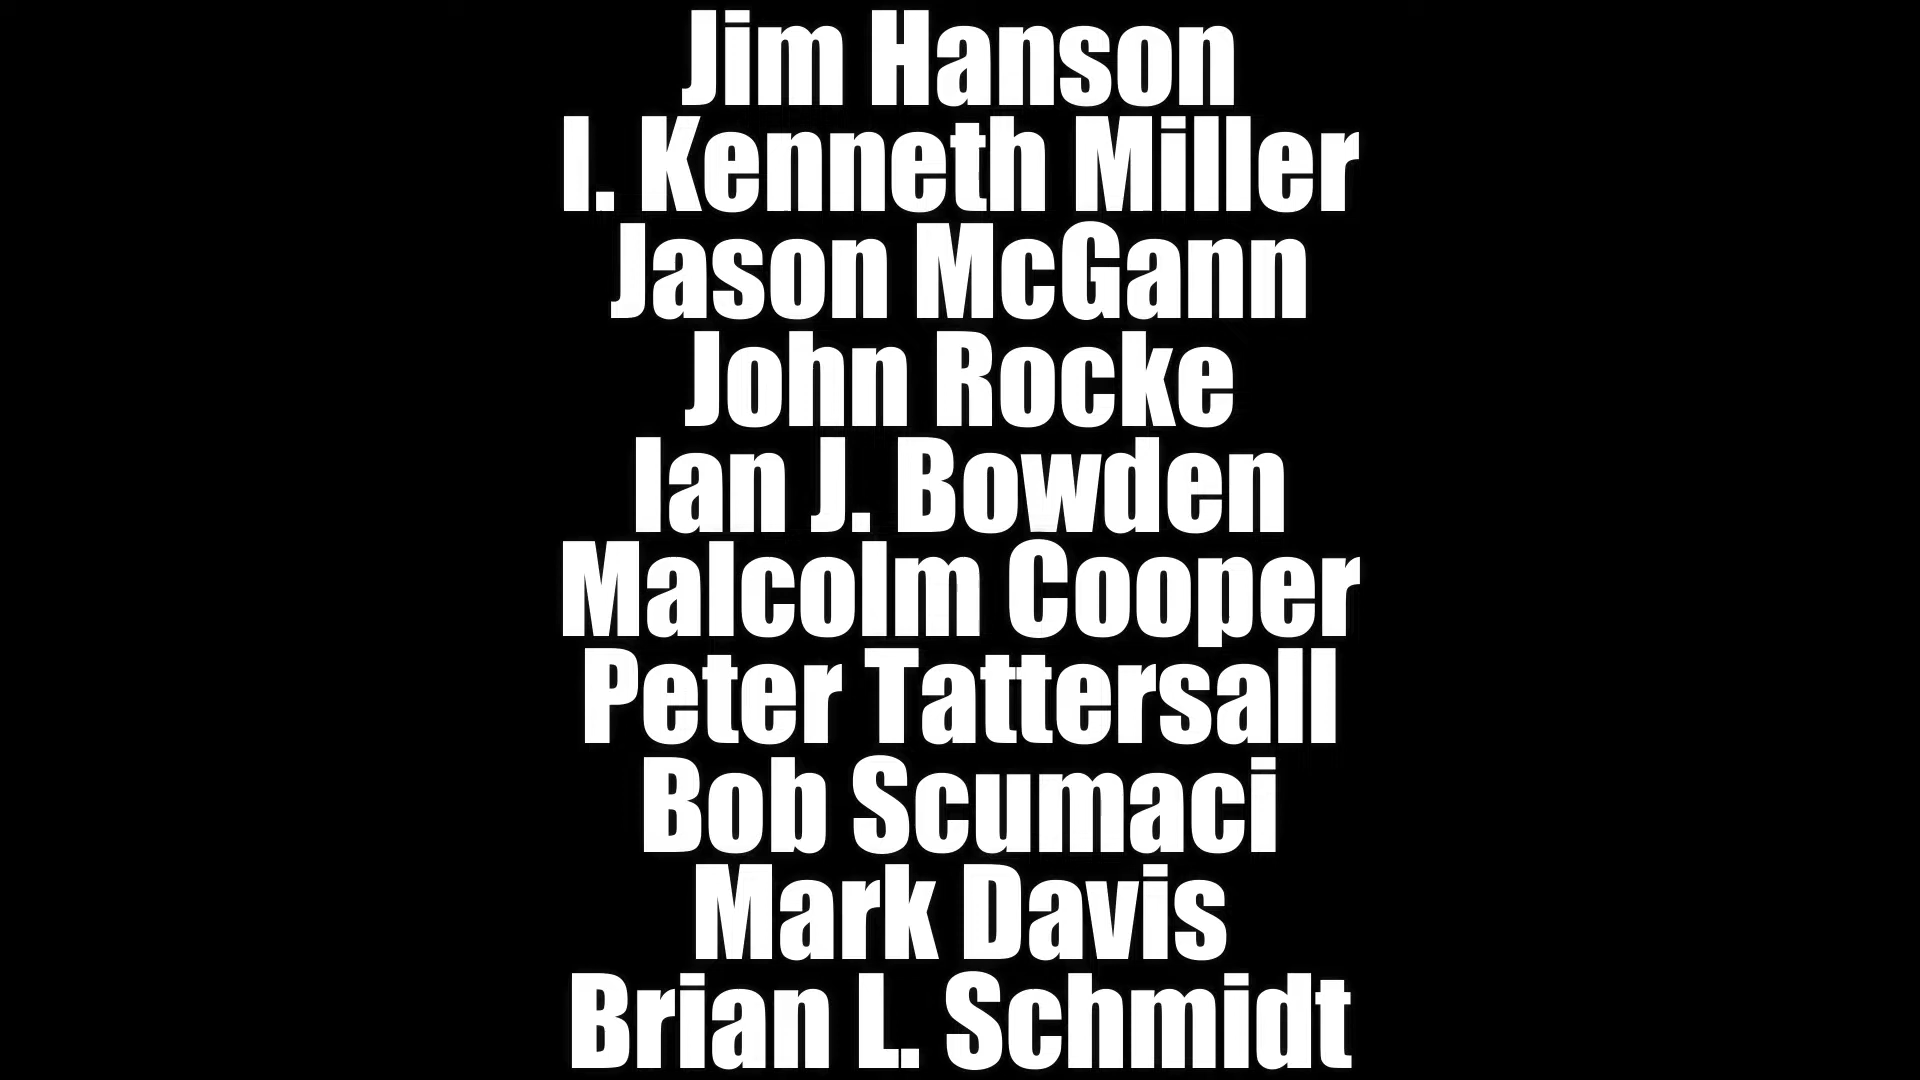 Jim Hanson
I. Kenneth Miller
Jason McGann
John Rocke
Ian J. Bowden
Malcolm Cooper
Peter Tattersall
Bob Scumaci
Mark Davis
Brian L. Schmidt